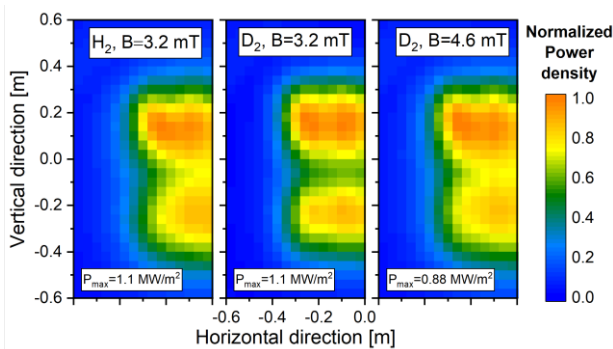 H₂, B=3.2 mT
D₂, B=3.2 mT
D₂, B=4.6 mT
Normalized
Power
density
0.6
0.4
0.2
0.0
-0.2
-0.4
-0.6
Vertical direction [m]
Pmax=1.1 MW/m²
Pmax=1.1 MW/m²
Pmax=0.88 MW/m²
-0.6 -0.4 -0.2 0.0
Horizontal direction [m]
1.0
0.8
0.6
0.4
0.2
0.0